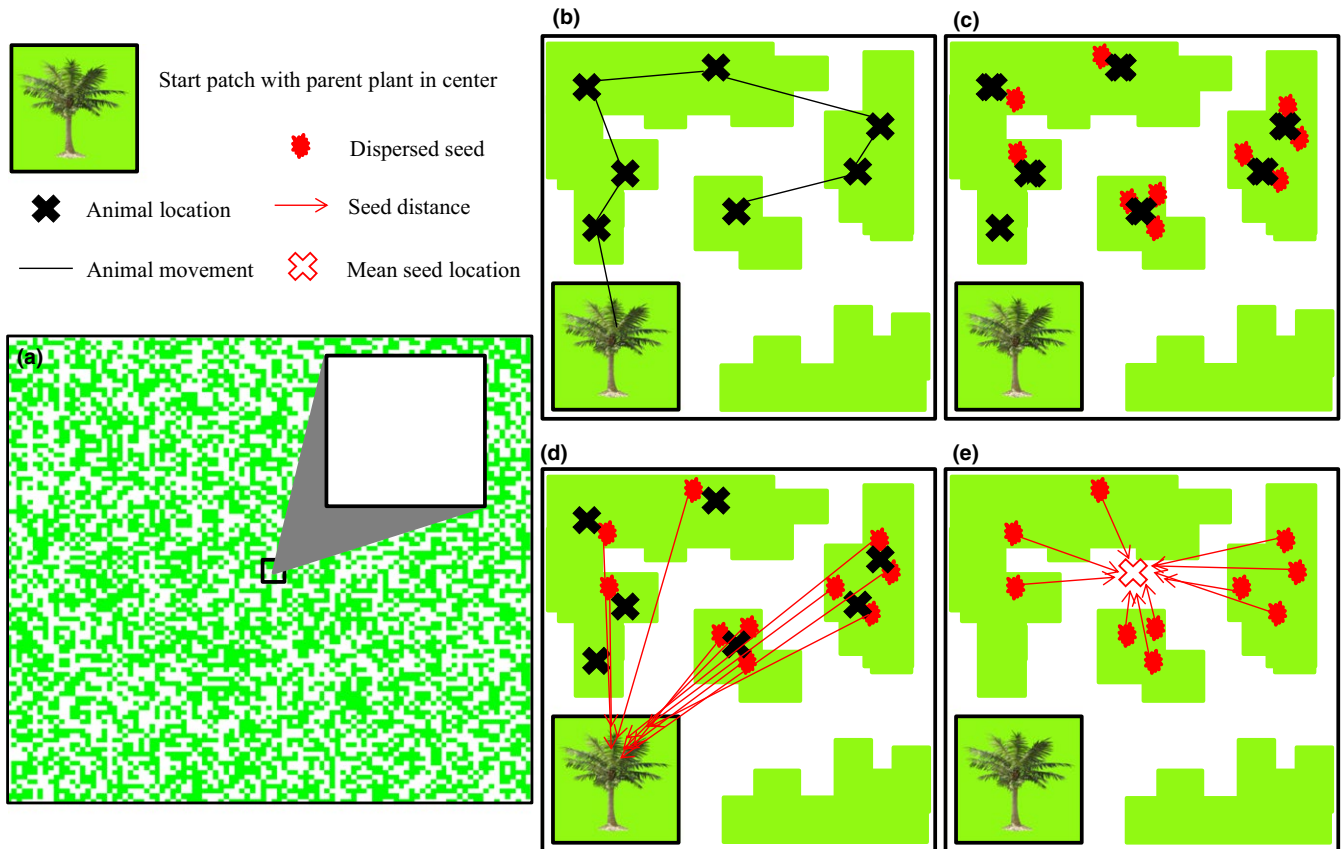 Start patch with parent plant in center
Dispersed seed
Animal location
Seed distance
Animal movement
Mean seed location
(a)
(b)
(c)
(d)
(e)